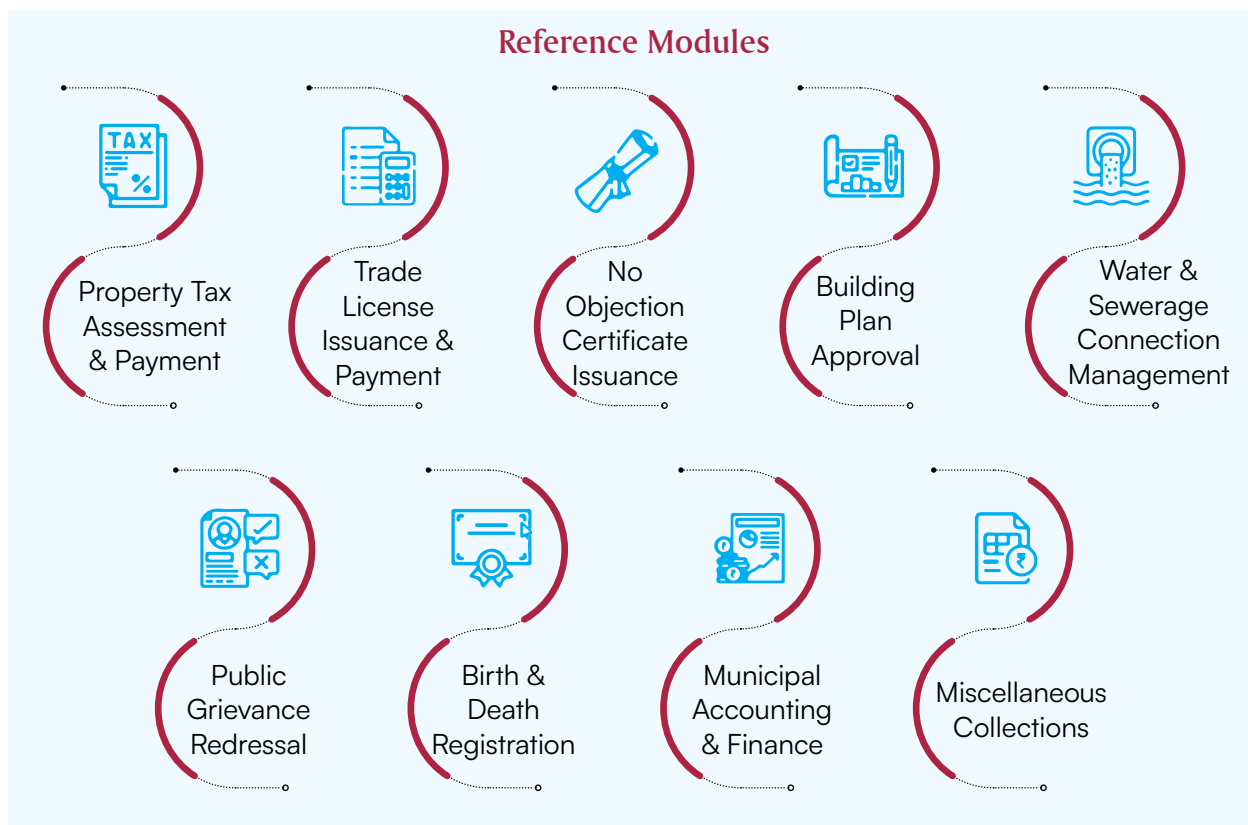 Reference Modules
TAX
%
Property Tax
Assessment
& Payment
Trade
License
Issuance &
Payment
No
Objection
Certificate
Issuance
Building
Plan
Approval
Water &
Sewerage
Connection
Management
Public
Grievance
Redressal
Birth &
Death
Registration
₹
₹
Municipal
Accounting
& Finance
₹
Miscellaneous
Collections